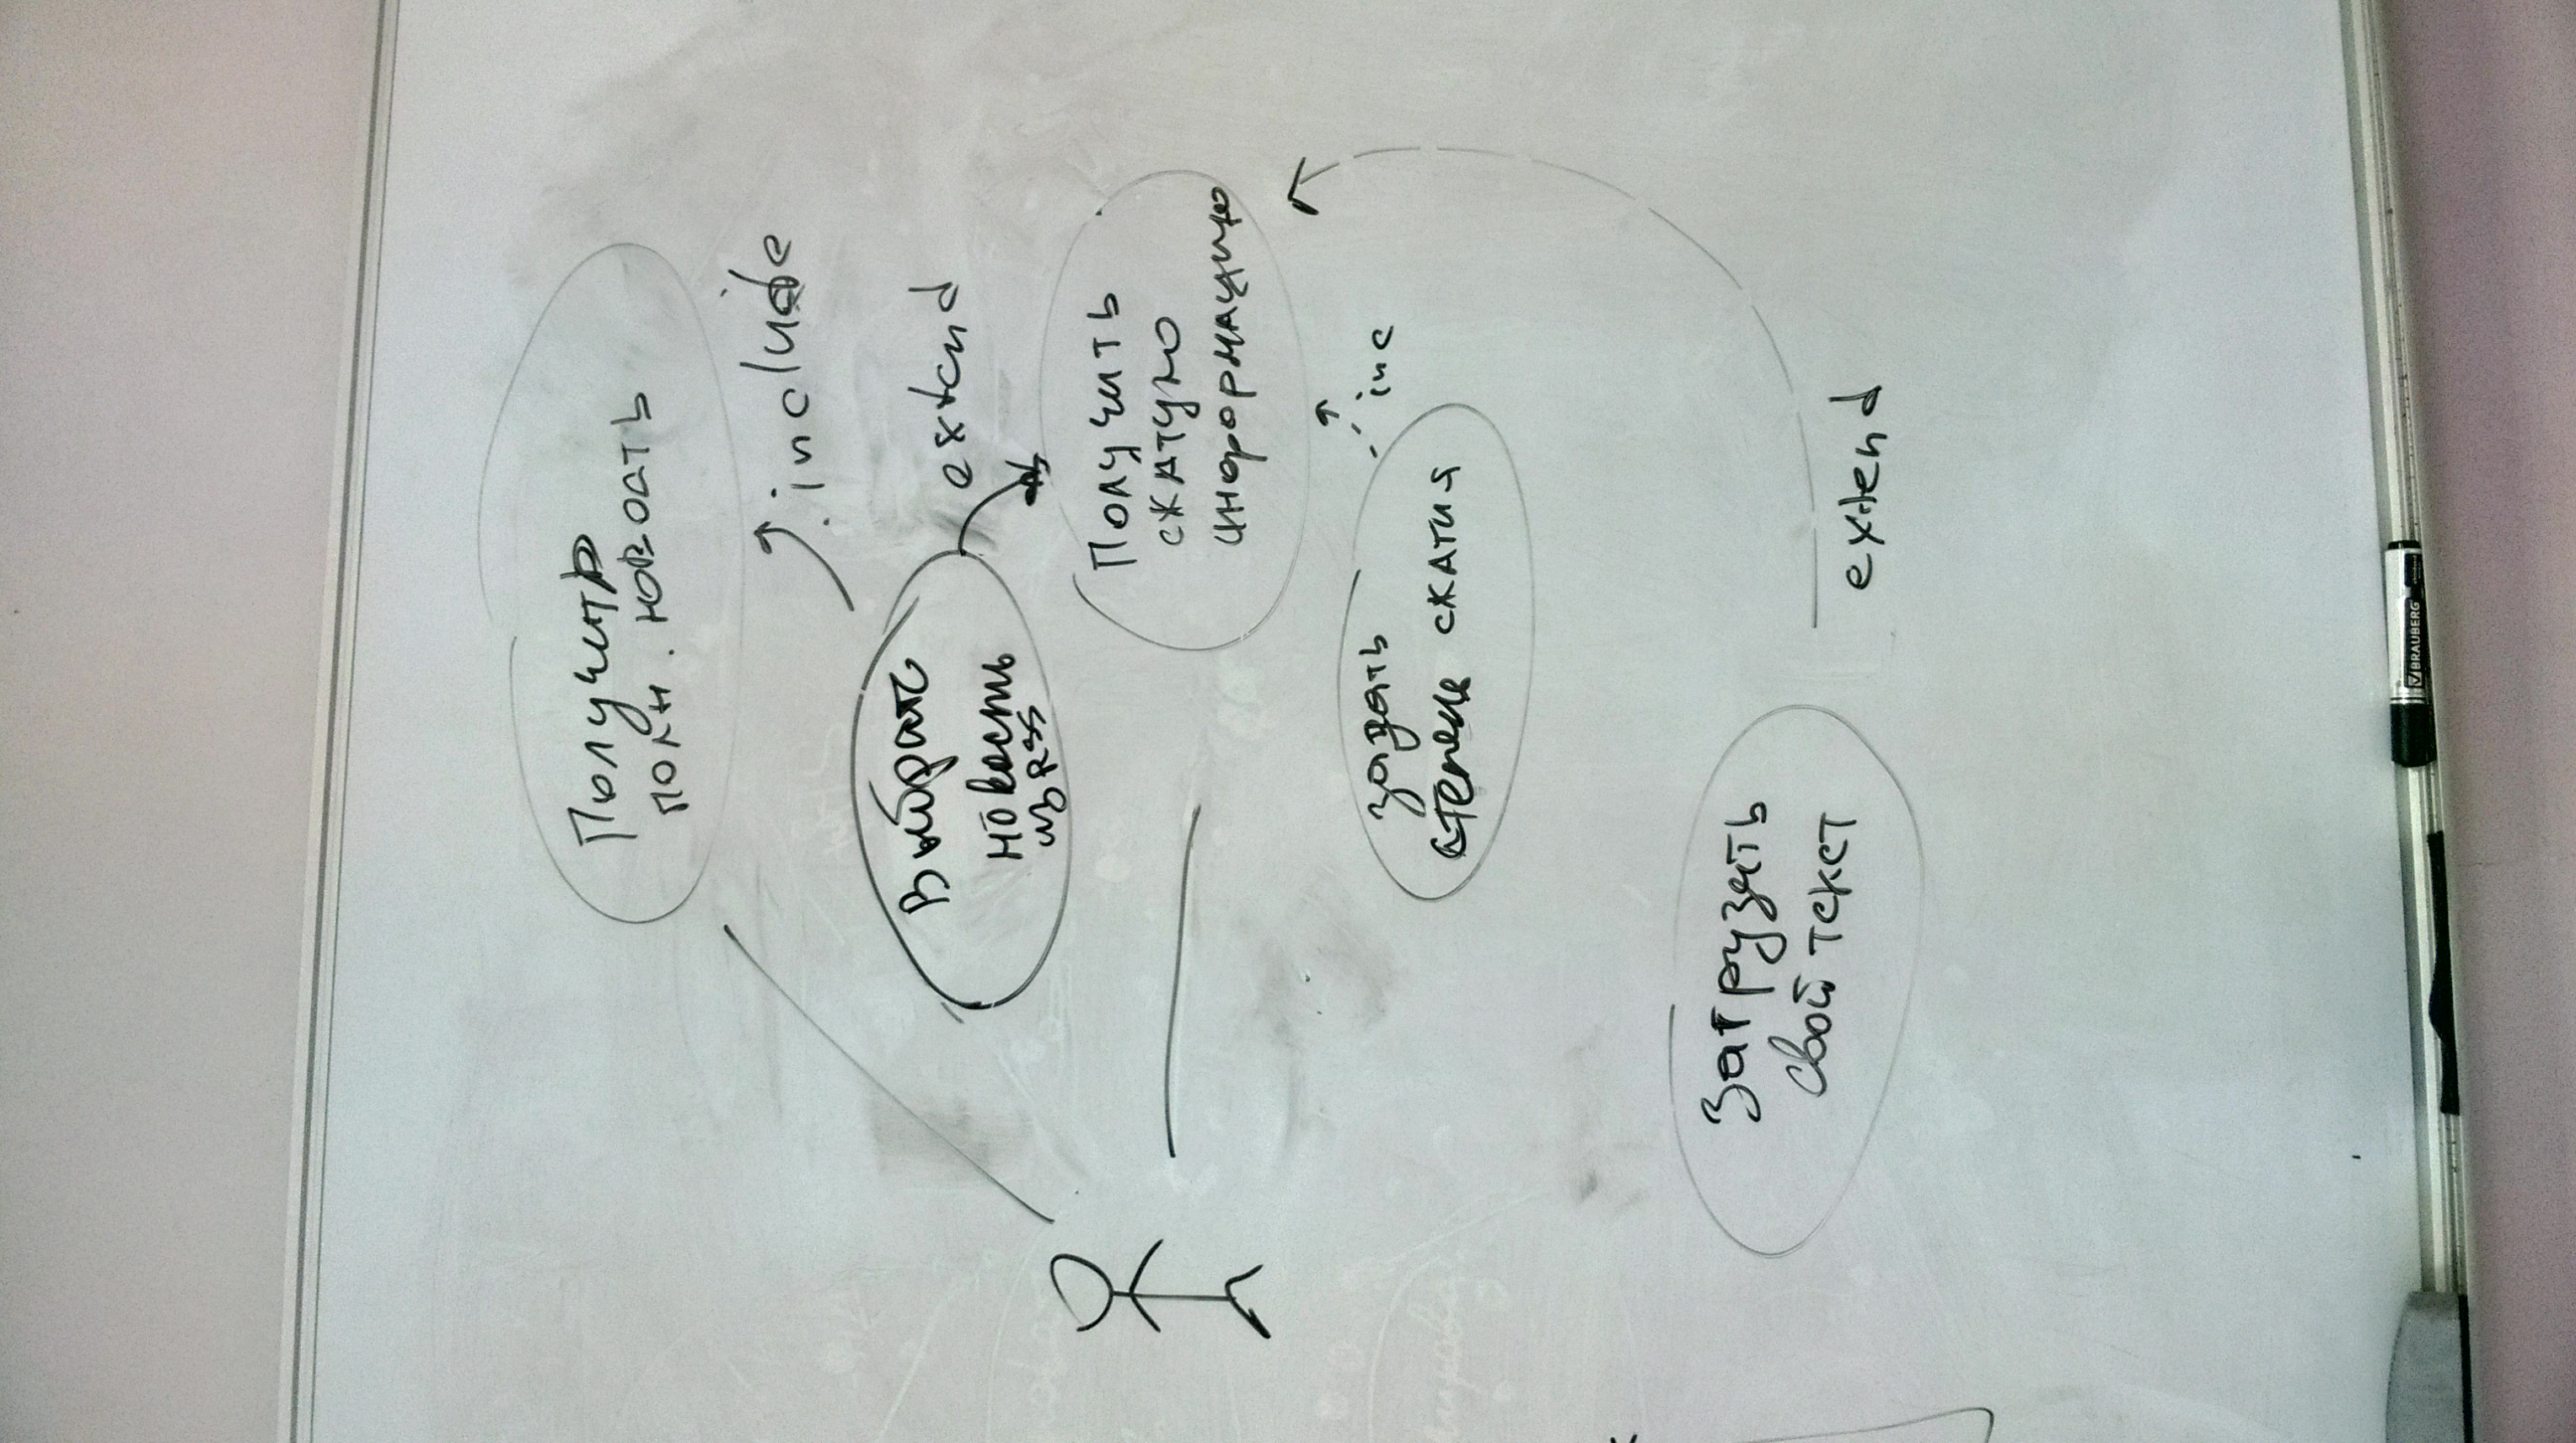 Получить
полн. новость
include
Выбрать
новость
из RSS
extend
Получить
сжатую
информацию
inc
задать
степень сжатия
Загрузить
свой текст
extend
BRAUBERG